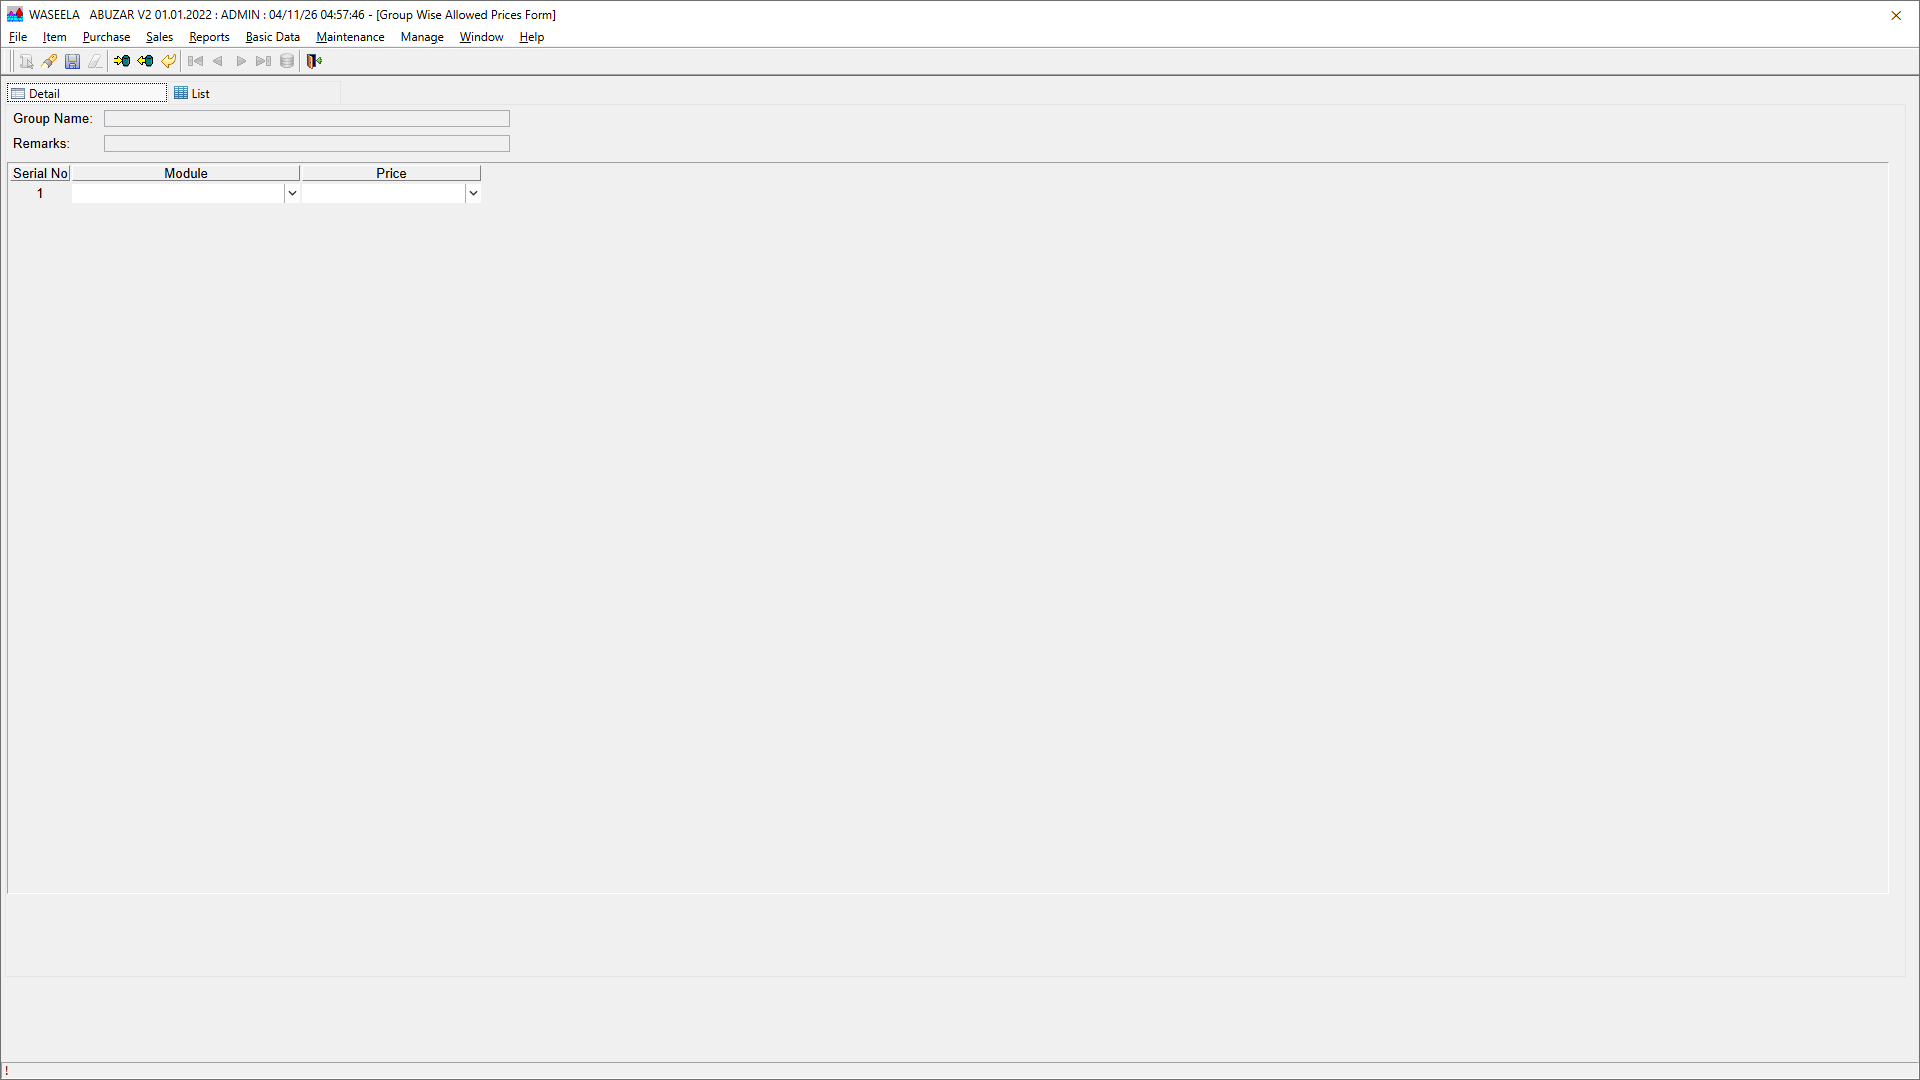 WASEELA ABUZAR V2 01.01.2022 : ADMIN : 04/11/26 04:57:46 - [Group Wise Allowed Prices Form]
File Item Purchase Sales Reports Basic Data Maintenance Manage Window Help
Detail List
Group Name:
Remarks:
Serial No Module Price
1
!